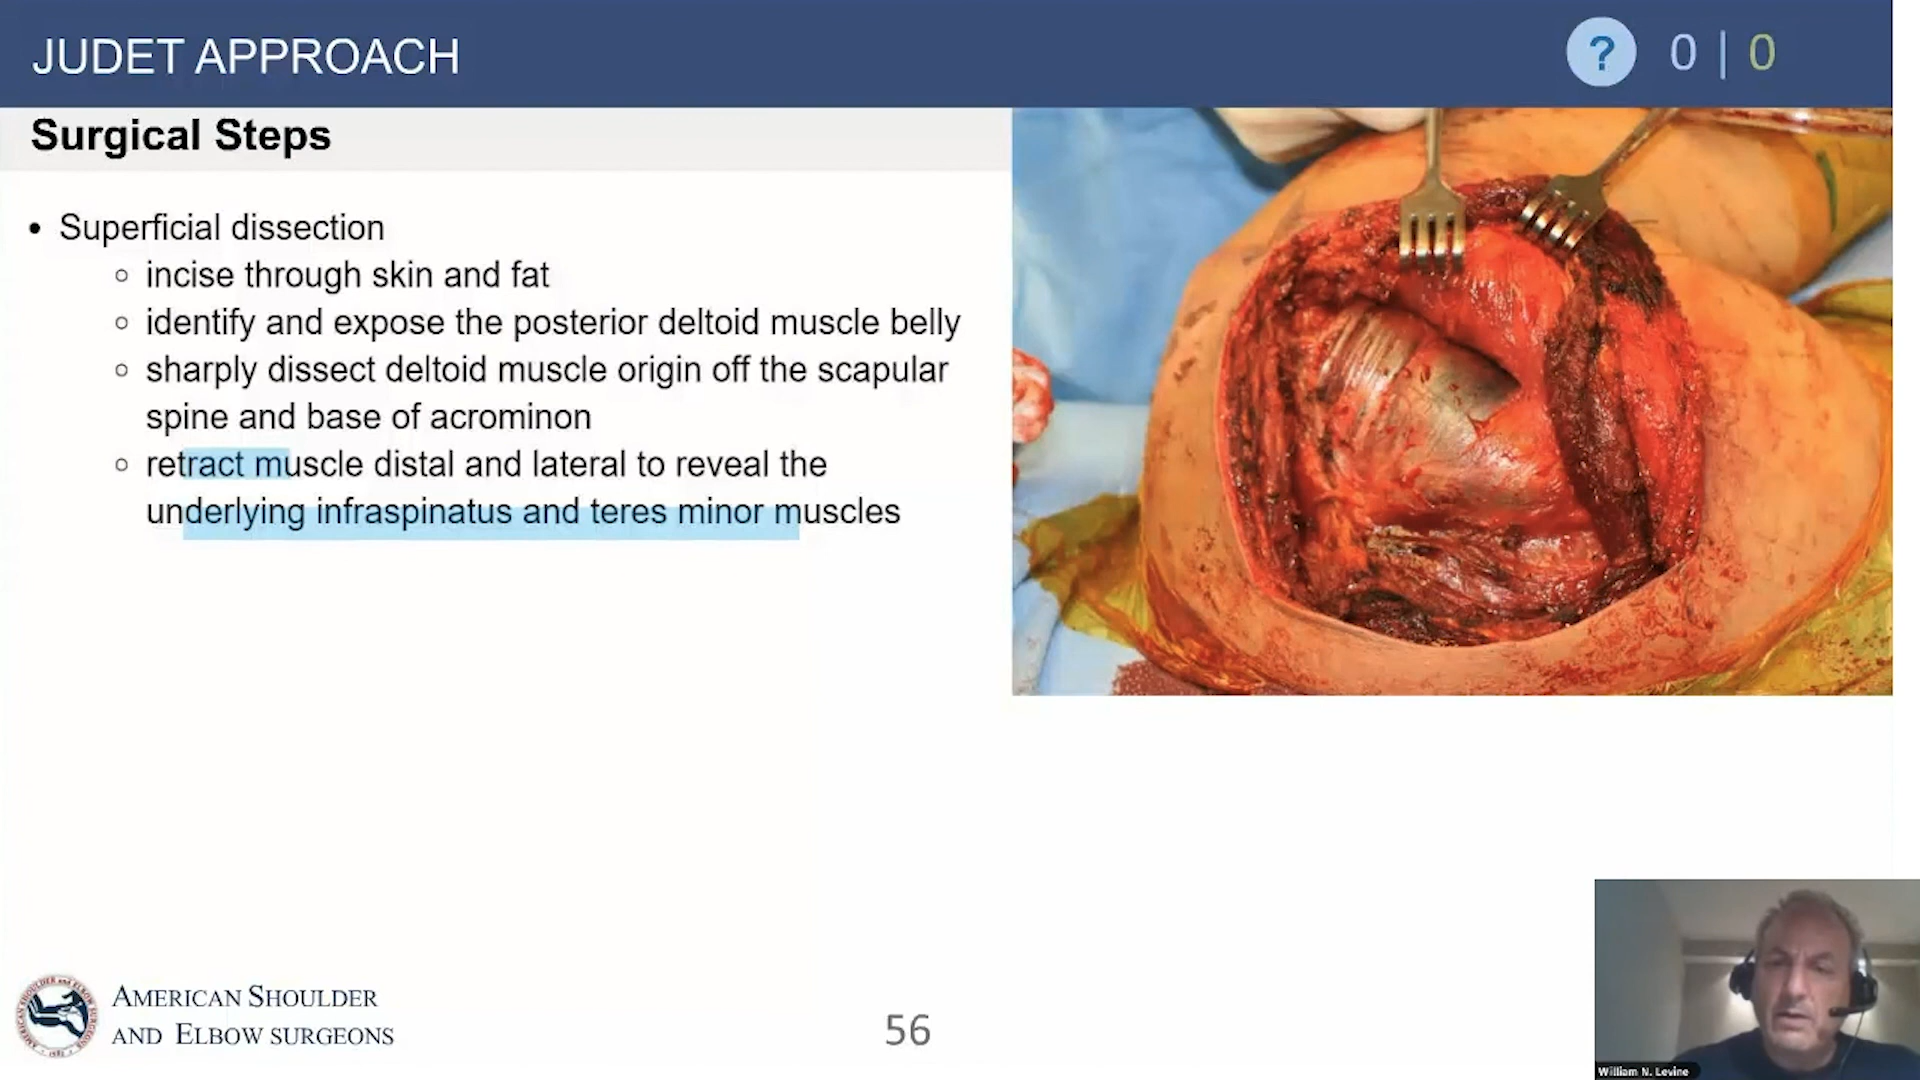 JUDET APPROACH
? 0 | 0
Surgical Steps
• Superficial dissection
○ incise through skin and fat
○ identify and expose the posterior deltoid muscle belly
○ sharply dissect deltoid muscle origin off the scapular
spine and base of acrominon
○ retract muscle distal and lateral to reveal the
underlying infraspinatus and teres minor muscles
AMERICAN SHOULDER
AND ELBOW SURGEONS
56
William N. Levine